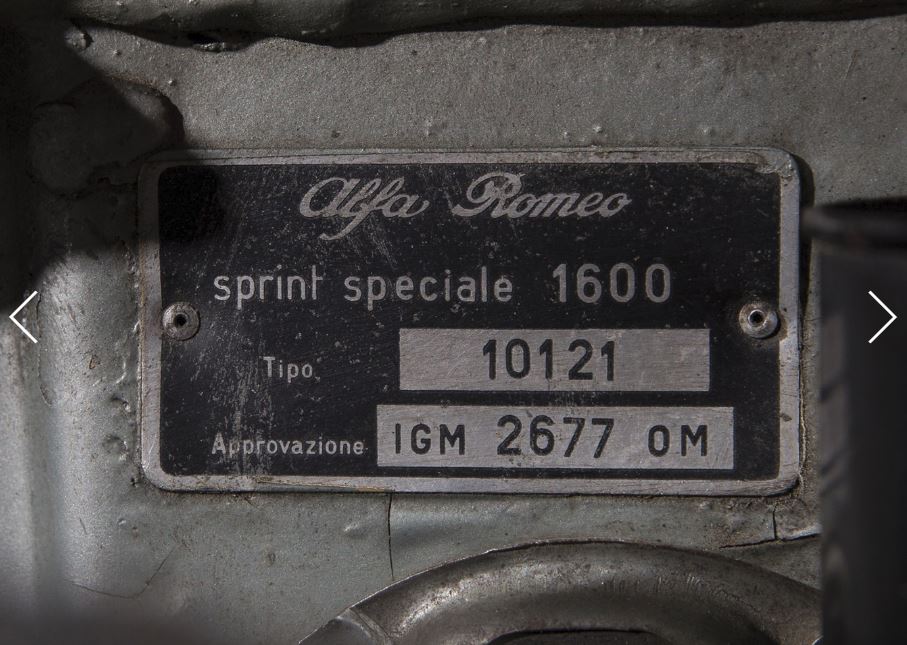 Alfa Romeo
sprint speciale 1600
Tipo 10121
Approvazione IGM 2677 OM